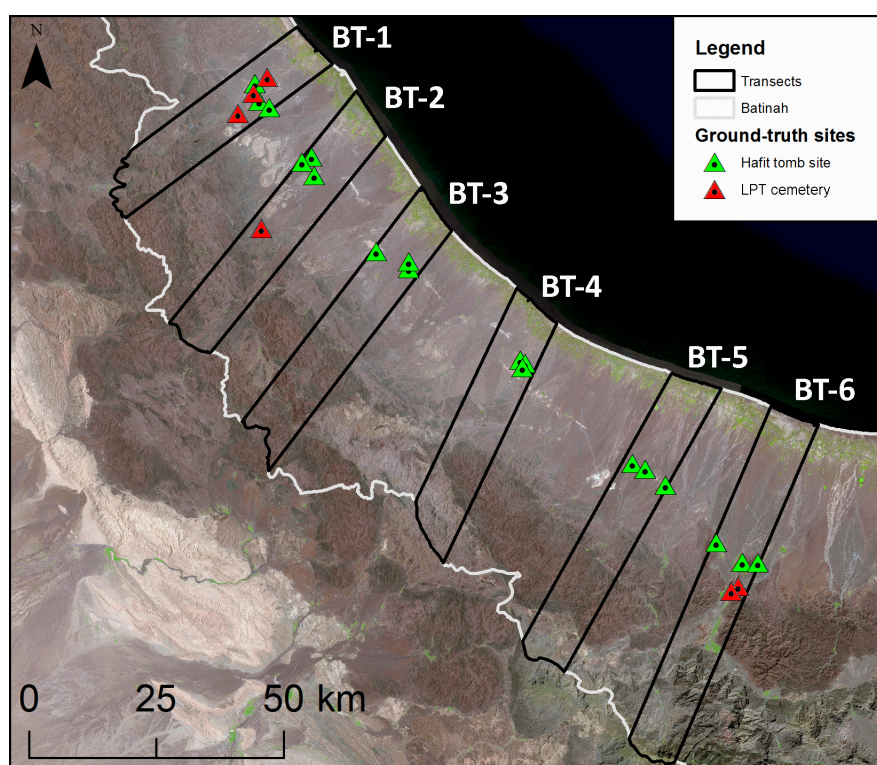 N
BT-1
BT-2
BT-3
BT-4
BT-5
BT-6
Legend
Transects
Batinah
Ground-truth sites
Hafit tomb site
LPT cemetery
0 25 50 km